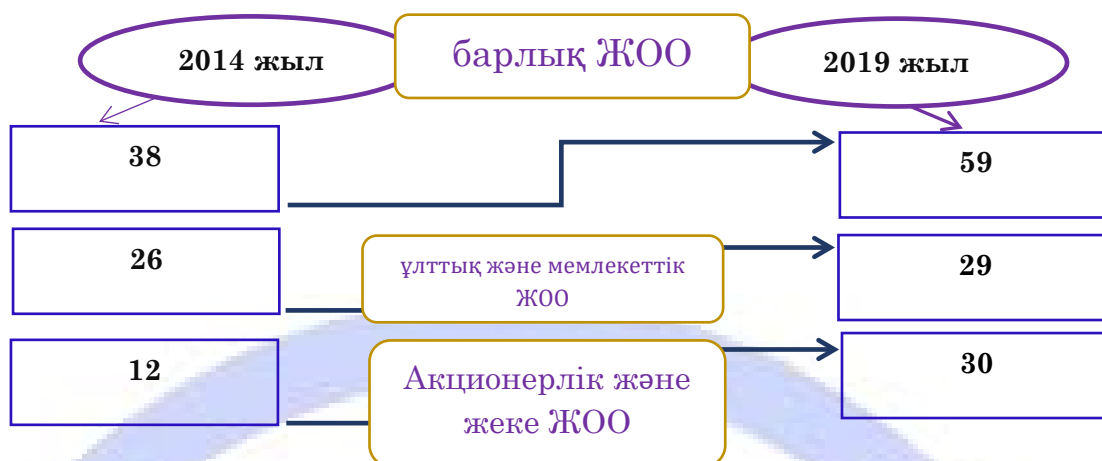 2014 жыл
барлық ЖОО
2019 жыл
38
59
26
ұлттық және мемлекеттік
ЖОО
29
12
Акционерлік және
жеке ЖОО
30